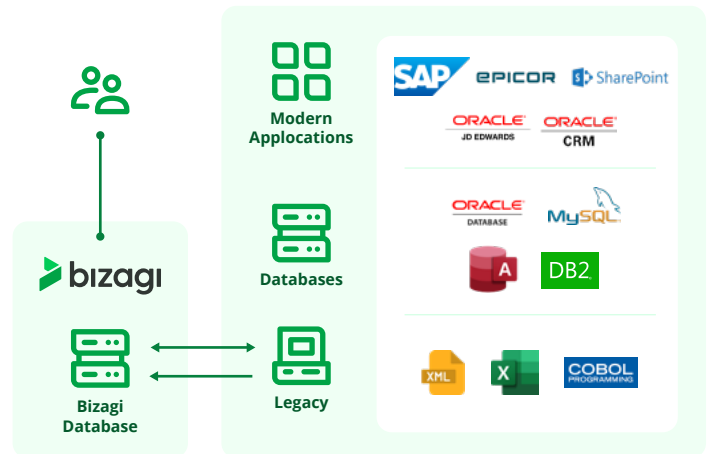 SAP
EPICOR
S SharePoint
Modern
Applocations
ORACLE
JD EDWARDS
ORACLE
CRM
ORACLE
DATABASE
MySQL
Databases
A
DB2
bizagi
Bizagi
Database
Legacy
XML
X
COBOL
PROGRAMMING